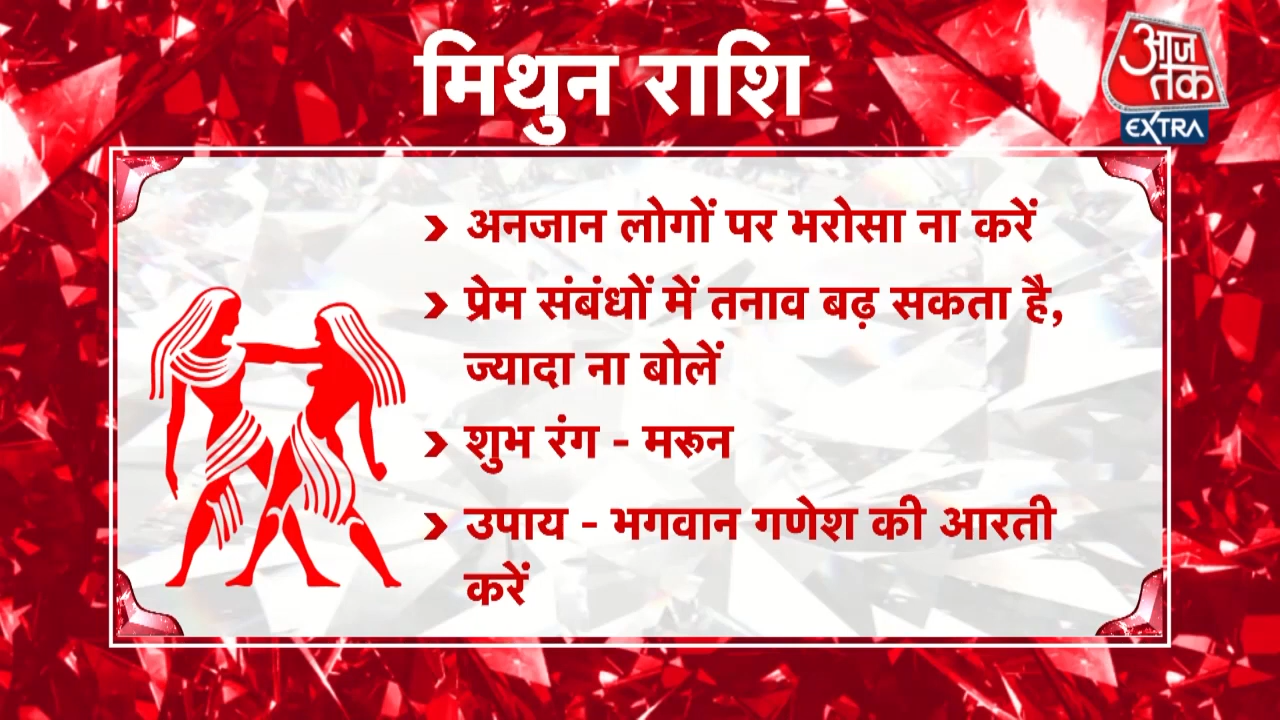 मिथुन राशि
आज
तक
EXTRA
› अनजान लोगों पर भरोसा ना करें
› प्रेम संबंधों में तनाव बढ़ सकता है,
ज्यादा ना बोलें
› शुभ रंग - मरून
› उपाय - भगवान गणेश की आरती
करें